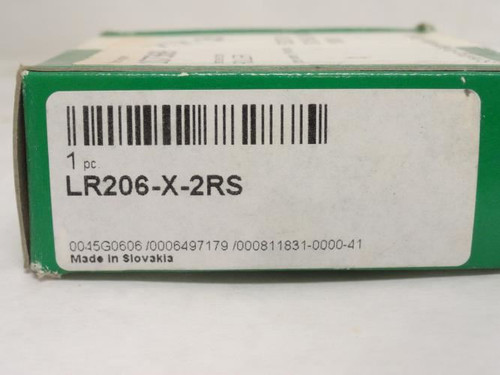 1 pc
LR206-X-2RS
0045G0606 /0006497179 /000811831-0000-41
Made in Slovakia